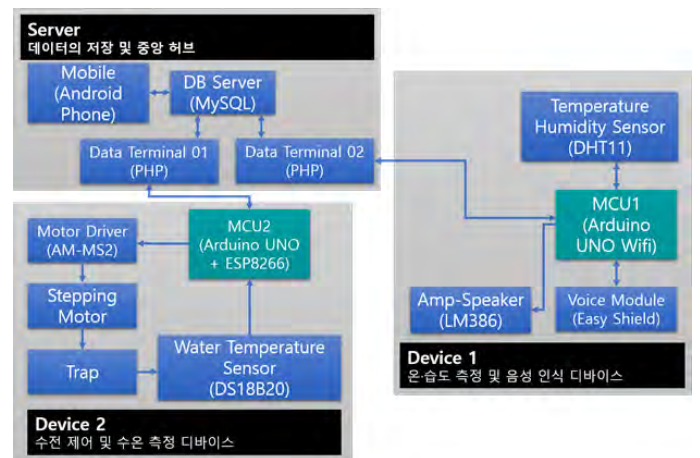 Server
데이터의 저장 및 중앙 허브
Mobile
(Android
Phone)
DB Server
(MySQL)
Data Terminal 01
(PHP)
Data Terminal 02
(PHP)
Motor Driver
(AM-MS2)
MCU2
(Arduino UNO
+ ESP8266)
Stepping
Motor
Trap
Water Temperature
Sensor
(DS18B20)
Device 2
수전 제어 및 수온 측정 디바이스
Temperature
Humidity Sensor
(DHT11)
MCU1
(Arduino
UNO Wifi)
Amp-Speaker
(LM386)
Voice Module
(Easy Shield)
Device 1
온·습도 측정 및 음성 인식 디바이스